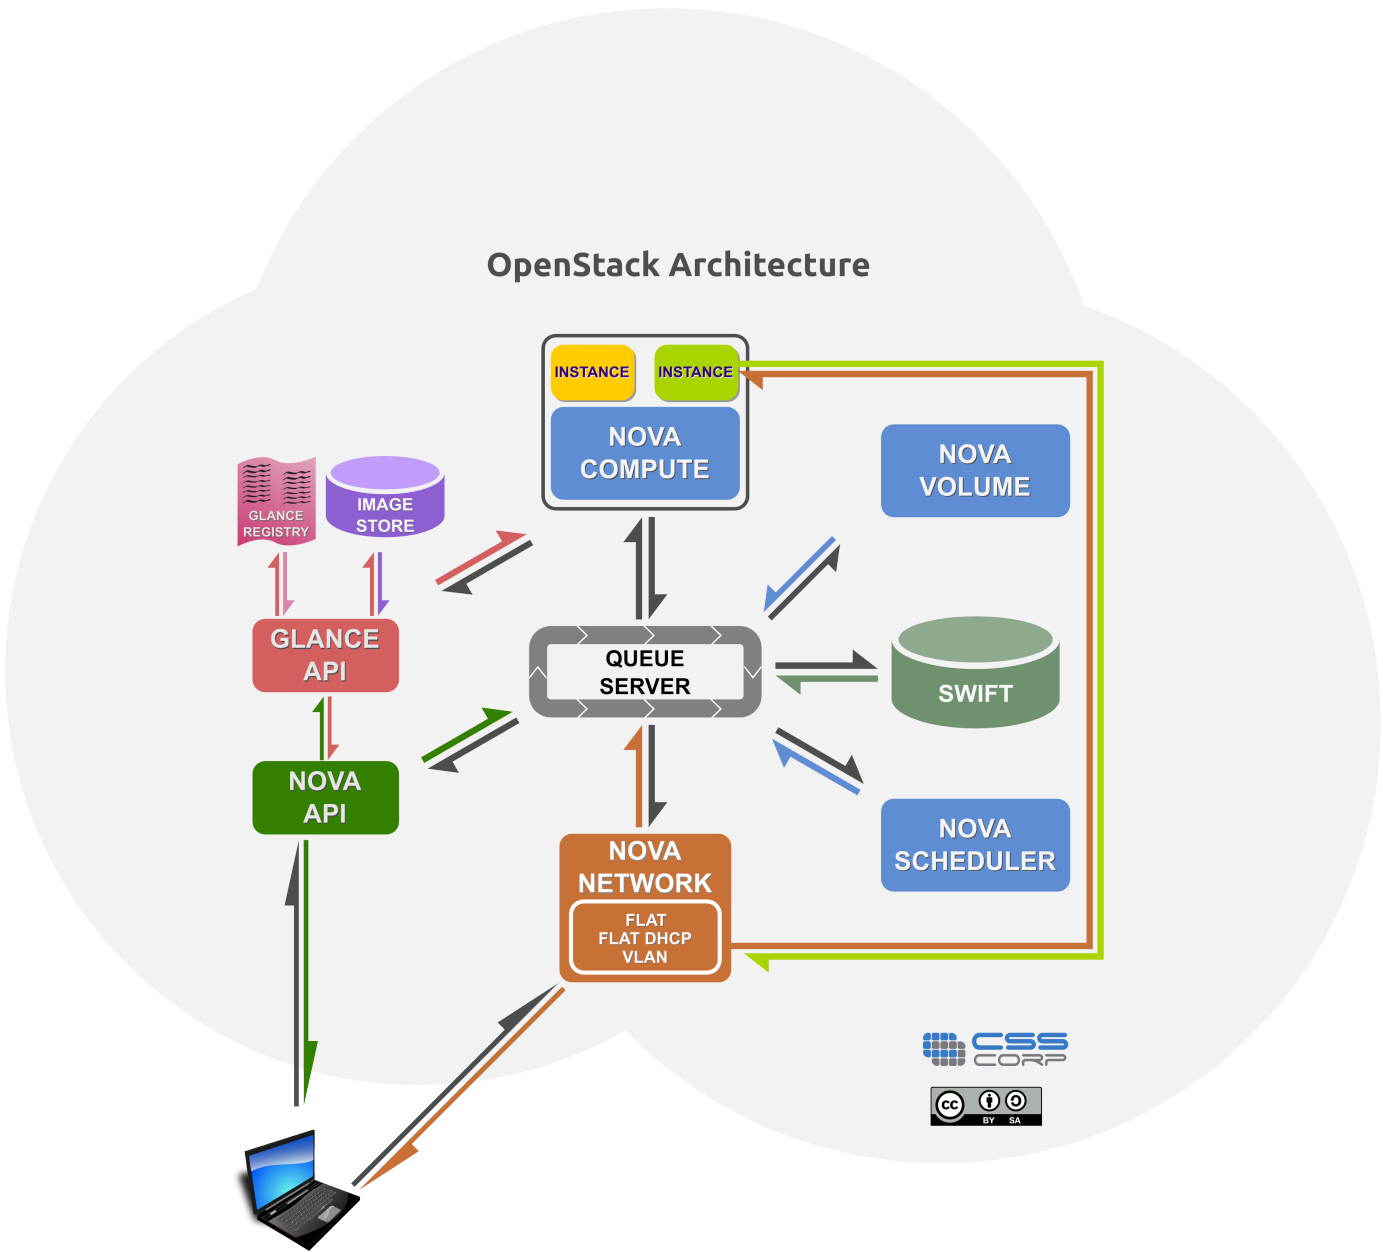 OpenStack Architecture
INSTANCE
INSTANCE
NOVA
COMPUTE
NOVA
VOLUME
GLANCE
REGISTRY
IMAGE
STORE
GLANCE
API
QUEUE
SERVER
SWIFT
NOVA
API
NOVA
SCHEDULER
NOVA
NETWORK
FLAT
FLAT DHCP
VLAN
CSS
CORP
cc
BY SA